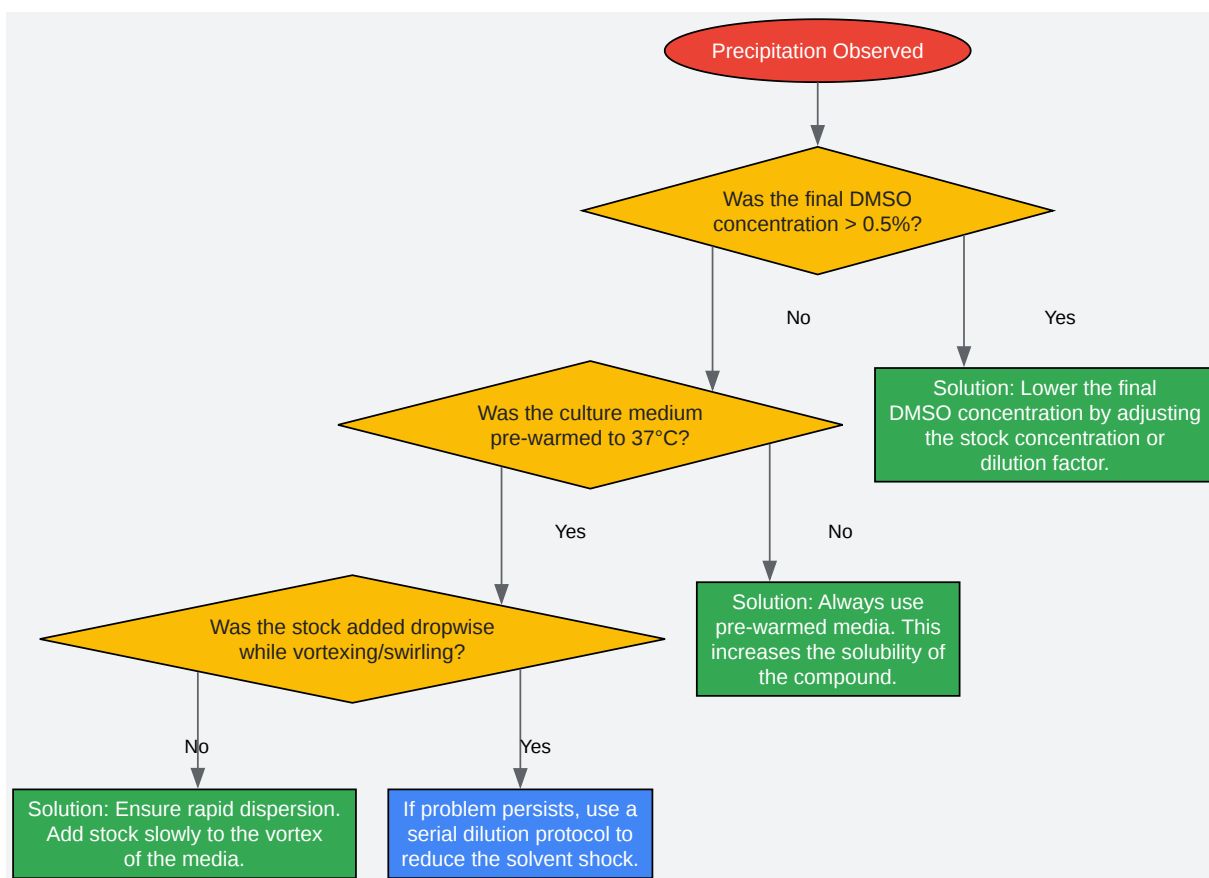 Precipitation Observed
Was the final DMSO
concentration > 0.5%?
No
Yes
Solution: Lower the final
DMSO concentration by adjusting
the stock concentration or
dilution factor.
Was the culture medium
pre-warmed to 37°C?
Yes
No
Solution: Always use
pre-warmed media. This
increases the solubility of
the compound.
Was the stock added dropwise
while vortexing/swirling?
No
Yes
Solution: Ensure rapid dispersion.
Add stock slowly to the vortex
of the media.
If problem persists, use a
serial dilution protocol to
reduce the solvent shock.